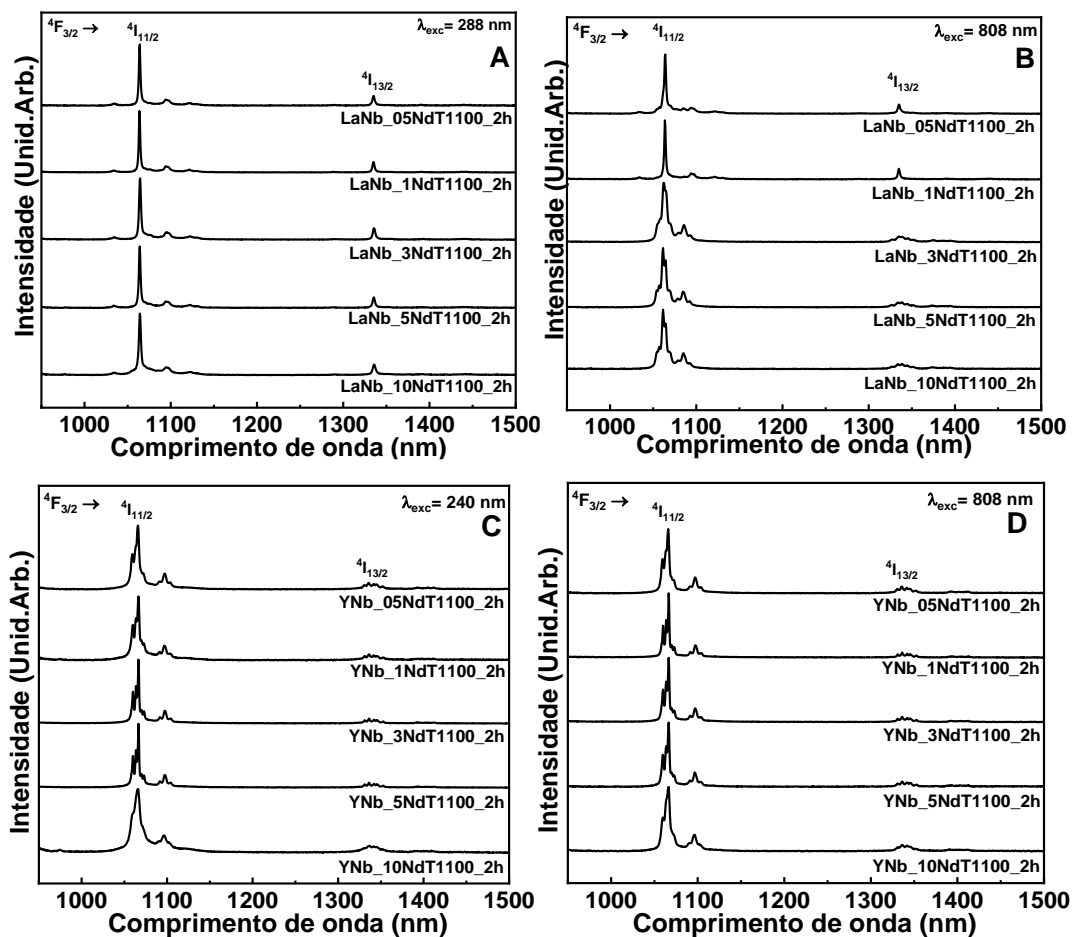 ⁴F₃/₂ →
⁴I₁₁/₂
λexc= 288 nm
A
⁴I₁₃/₂
LaNb_05NdT1100_2h
LaNb_1NdT1100_2h
LaNb_3NdT1100_2h
LaNb_5NdT1100_2h
LaNb_10NdT1100_2h
Intensidade (Unid.Arb.)
1000 1100 1200 1300 1400 1500
Comprimento de onda (nm)
⁴F₃/₂ →
⁴I₁₁/₂
λexc= 808 nm
B
⁴I₁₃/₂
LaNb_05NdT1100_2h
LaNb_1NdT1100_2h
LaNb_3NdT1100_2h
LaNb_5NdT1100_2h
LaNb_10NdT1100_2h
Intensidade (Unid.Arb.)
1000 1100 1200 1300 1400 1500
Comprimento de onda (nm)
⁴F₃/₂ →
⁴I₁₁/₂
λexc= 240 nm
C
⁴I₁₃/₂
YNb_05NdT1100_2h
YNb_1NdT1100_2h
YNb_3NdT1100_2h
YNb_5NdT1100_2h
YNb_10NdT1100_2h
Intensidade (Unid.Arb.)
1000 1100 1200 1300 1400 1500
Comprimento de onda (nm)
⁴F₃/₂ →
⁴I₁₁/₂
λexc= 808 nm
D
⁴I₁₃/₂
YNb_05NdT1100_2h
YNb_1NdT1100_2h
YNb_3NdT1100_2h
YNb_5NdT1100_2h
YNb_10NdT1100_2h
Intensidade (Unid.Arb.)
1000 1100 1200 1300 1400 1500
Comprimento de onda (nm)